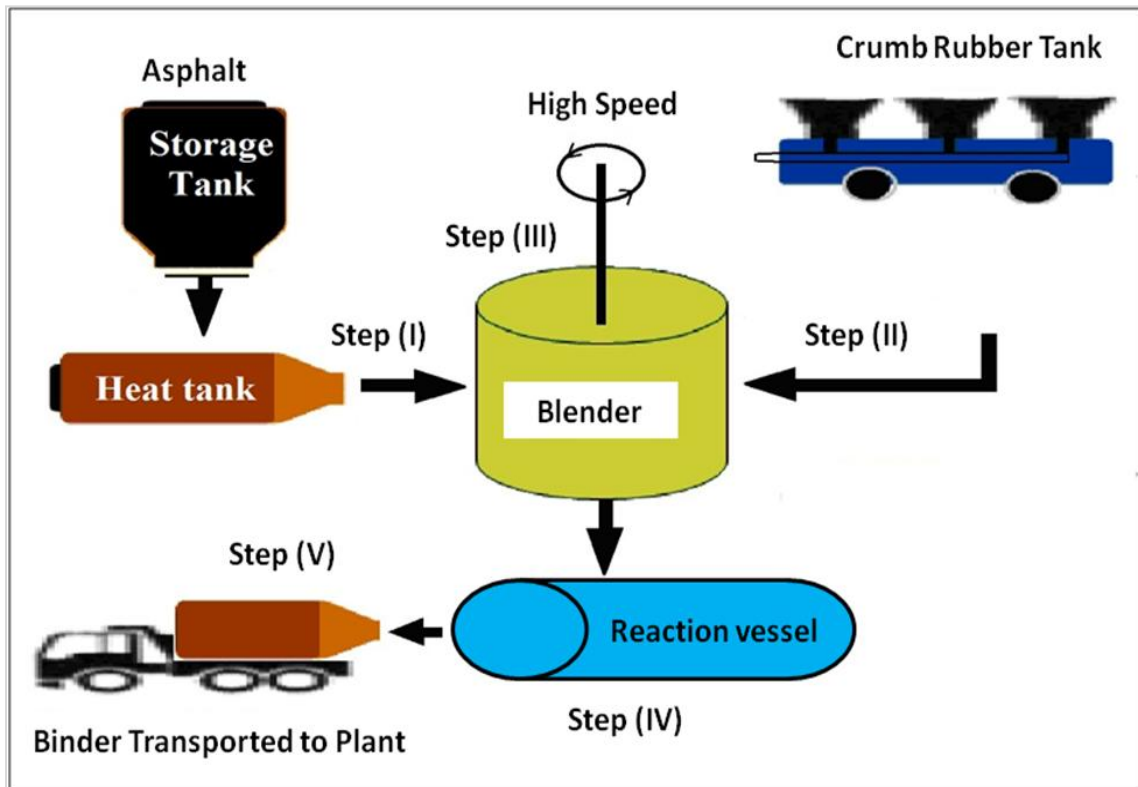 Asphalt
Storage
Tank
Heat tank
Step (I)
High Speed
Step (III)
Blender
Crumb Rubber Tank
Step (II)
Reaction vessel
Step (IV)
Step (V)
Binder Transported to Plant